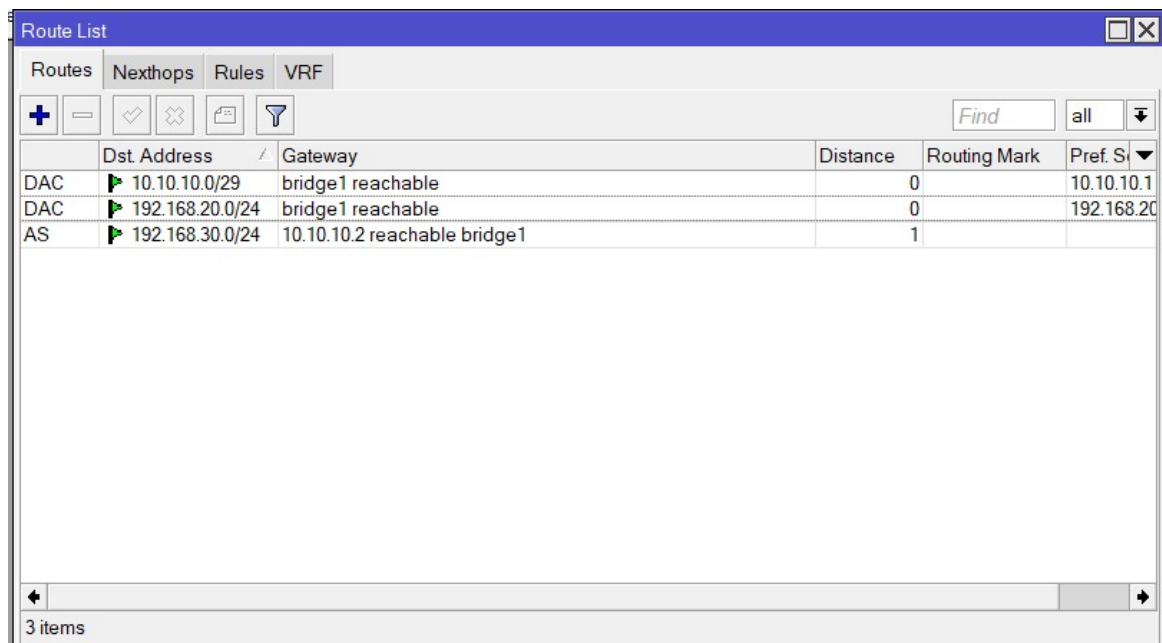 Route List
Routes Nexthops Rules VRF
Find all
Dst. Address Gateway Distance Routing Mark Pref. S
DAC 10.10.10.0/29 bridge1 reachable 0 10.10.10.1
DAC 192.168.20.0/24 bridge1 reachable 0 192.168.20
AS 192.168.30.0/24 10.10.10.2 reachable bridge1 1
3 items